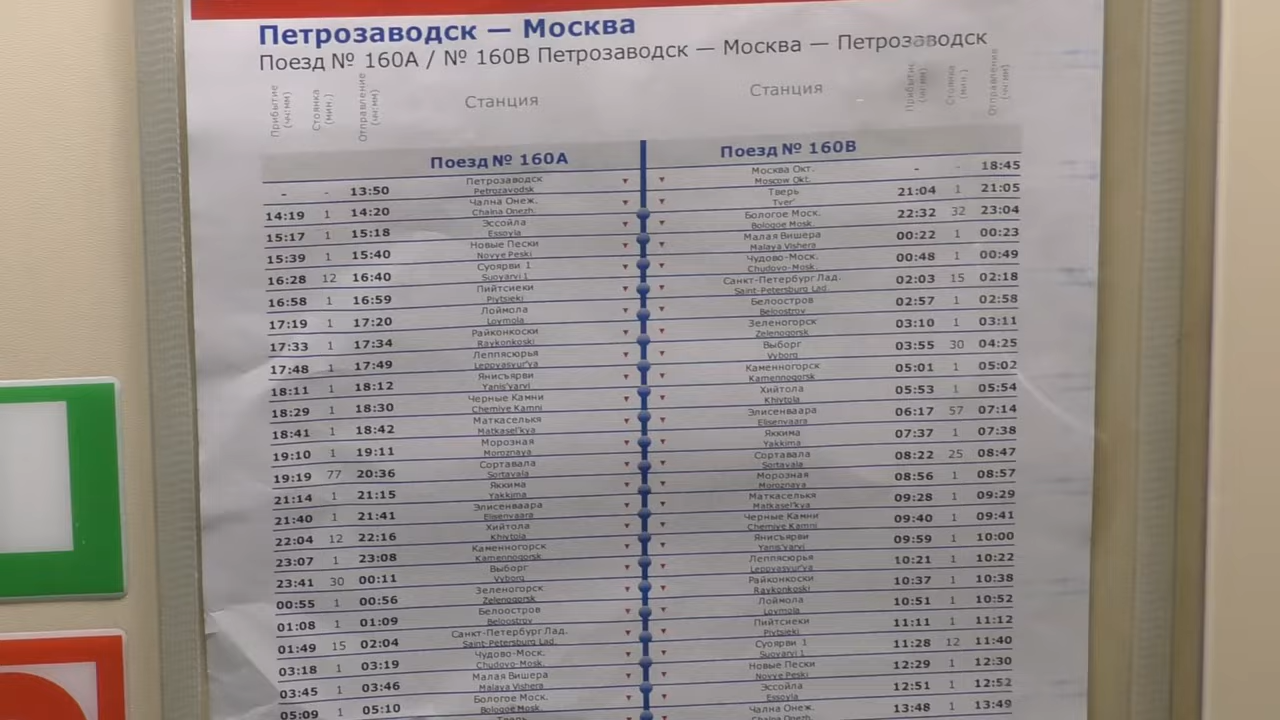 Петрозаводск — Москва
Поезд № 160А / № 160В Петрозаводск — Москва — Петрозаводск
Прибытие (чч:мм) Стоянка (мин.) Отправление (чч:мм) Станция
Поезд № 160А
- - 13:50 Петрозаводск
Petrozavodsk
14:19 1 14:20 Чална Онеж.
Chalna Onezh.
15:17 1 15:18 Эссойла
Essoyla
15:39 1 15:40 Новые Пески
Novye Peski
16:28 12 16:40 Суоярви 1
Suoyarvi 1
16:58 1 16:59 Пийтсиеки
Piytsieki
17:19 1 17:20 Лоймола
Loymola
17:33 1 17:34 Райконкоски
Raykonkoski
17:48 1 17:49 Леппясюрья
Leppyasyur'ya
18:11 1 18:12 Янисъярви
Yanis'yarvi
18:29 1 18:30 Черные Камни
Chernye Kamni
18:41 1 18:42 Маткаселькя
Matkasel'kya
19:10 1 19:11 Морозная
Moroznaya
19:19 77 20:36 Сортавала
Sortavala
21:14 1 21:15 Яккима
Yakkima
21:40 1 21:41 Элисенваара
Elisenvaara
22:04 12 22:16 Хийтола
Khiytola
23:07 1 23:08 Каменногорск
Kamennogorsk
23:41 30 00:11 Выборг
Vyborg
00:55 1 00:56 Зеленогорск
Zelenogorsk
01:08 1 01:09 Белоостров
Beloostrov
01:49 15 02:04 Санкт-Петербург Лад.
Saint-Petersburg Lad.
03:18 1 03:19 Чудово-Моск.
Chudovo-Mosk.
03:45 1 03:46 Малая Вишера
Malaya Vishera
05:09 1 05:10 Бологое Моск.
Bologoe Mosk.
Тверь
Станция Прибытие (чч:мм) Стоянка (мин.) Отправление (чч:мм)
Поезд № 160В
Москва Окт. - - 18:45
Moscow Okt.
Тверь 21:04 1 21:05
Tver'
Бологое Моск. 22:32 32 23:04
Bologoe Mosk.
Малая Вишера 00:22 1 00:23
Malaya Vishera
Чудово-Моск. 00:48 1 00:49
Chudovo-Mosk.
Санкт-Петербург Лад. 02:03 15 02:18
Saint-Petersburg Lad.
Белоостров 02:57 1 02:58
Beloostrov
Зеленогорск 03:10 1 03:11
Zelenogorsk
Выборг 03:55 30 04:25
Vyborg
Каменногорск 05:01 1 05:02
Kamennogorsk
Хийтола 05:53 1 05:54
Khiytola
Элисенваара 06:17 57 07:14
Elisenvaara
Яккима 07:37 1 07:38
Yakkima
Сортавала 08:22 25 08:47
Sortavala
Морозная 08:56 1 08:57
Moroznaya
Маткаселькя 09:28 1 09:29
Matkasel'kya
Черные Камни 09:40 1 09:41
Chernye Kamni
Янисъярви 09:59 1 10:00
Yanis'yarvi
Леппясюрья 10:21 1 10:22
Leppyasyur'ya
Райконкоски 10:37 1 10:38
Raykonkoski
Лоймола 10:51 1 10:52
Loymola
Пийтсиеки 11:11 1 11:12
Piytsieki
Суоярви 1 11:28 12 11:40
Suoyarvi 1
Новые Пески 12:29 1 12:30
Novye Peski
Эссойла 12:51 1 12:52
Essoyla
Чална Онеж. 13:48 1 13:49
Chalna Onezh.